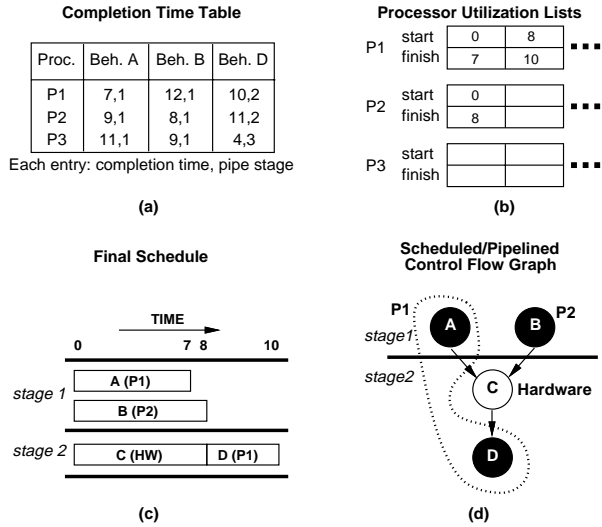 Completion Time Table
Proc. Beh. A Beh. B Beh. D
P1 7,1 12,1 10,2
P2 9,1 8,1 11,2
P3 11,1 9,1 4,3
Each entry: completion time, pipe stage
(a)
Processor Utilization Lists
P1 start 0 8
finish 7 10
P2 start 0
finish 8
P3 start
finish
(b)
Final Schedule
TIME
0 7 8 10
stage 1
A (P1)
B (P2)
stage 2 C (HW) D (P1)
(c)
Scheduled/Pipelined
Control Flow Graph
P1 A B P2
stage1
stage2
C Hardware
D
(d)